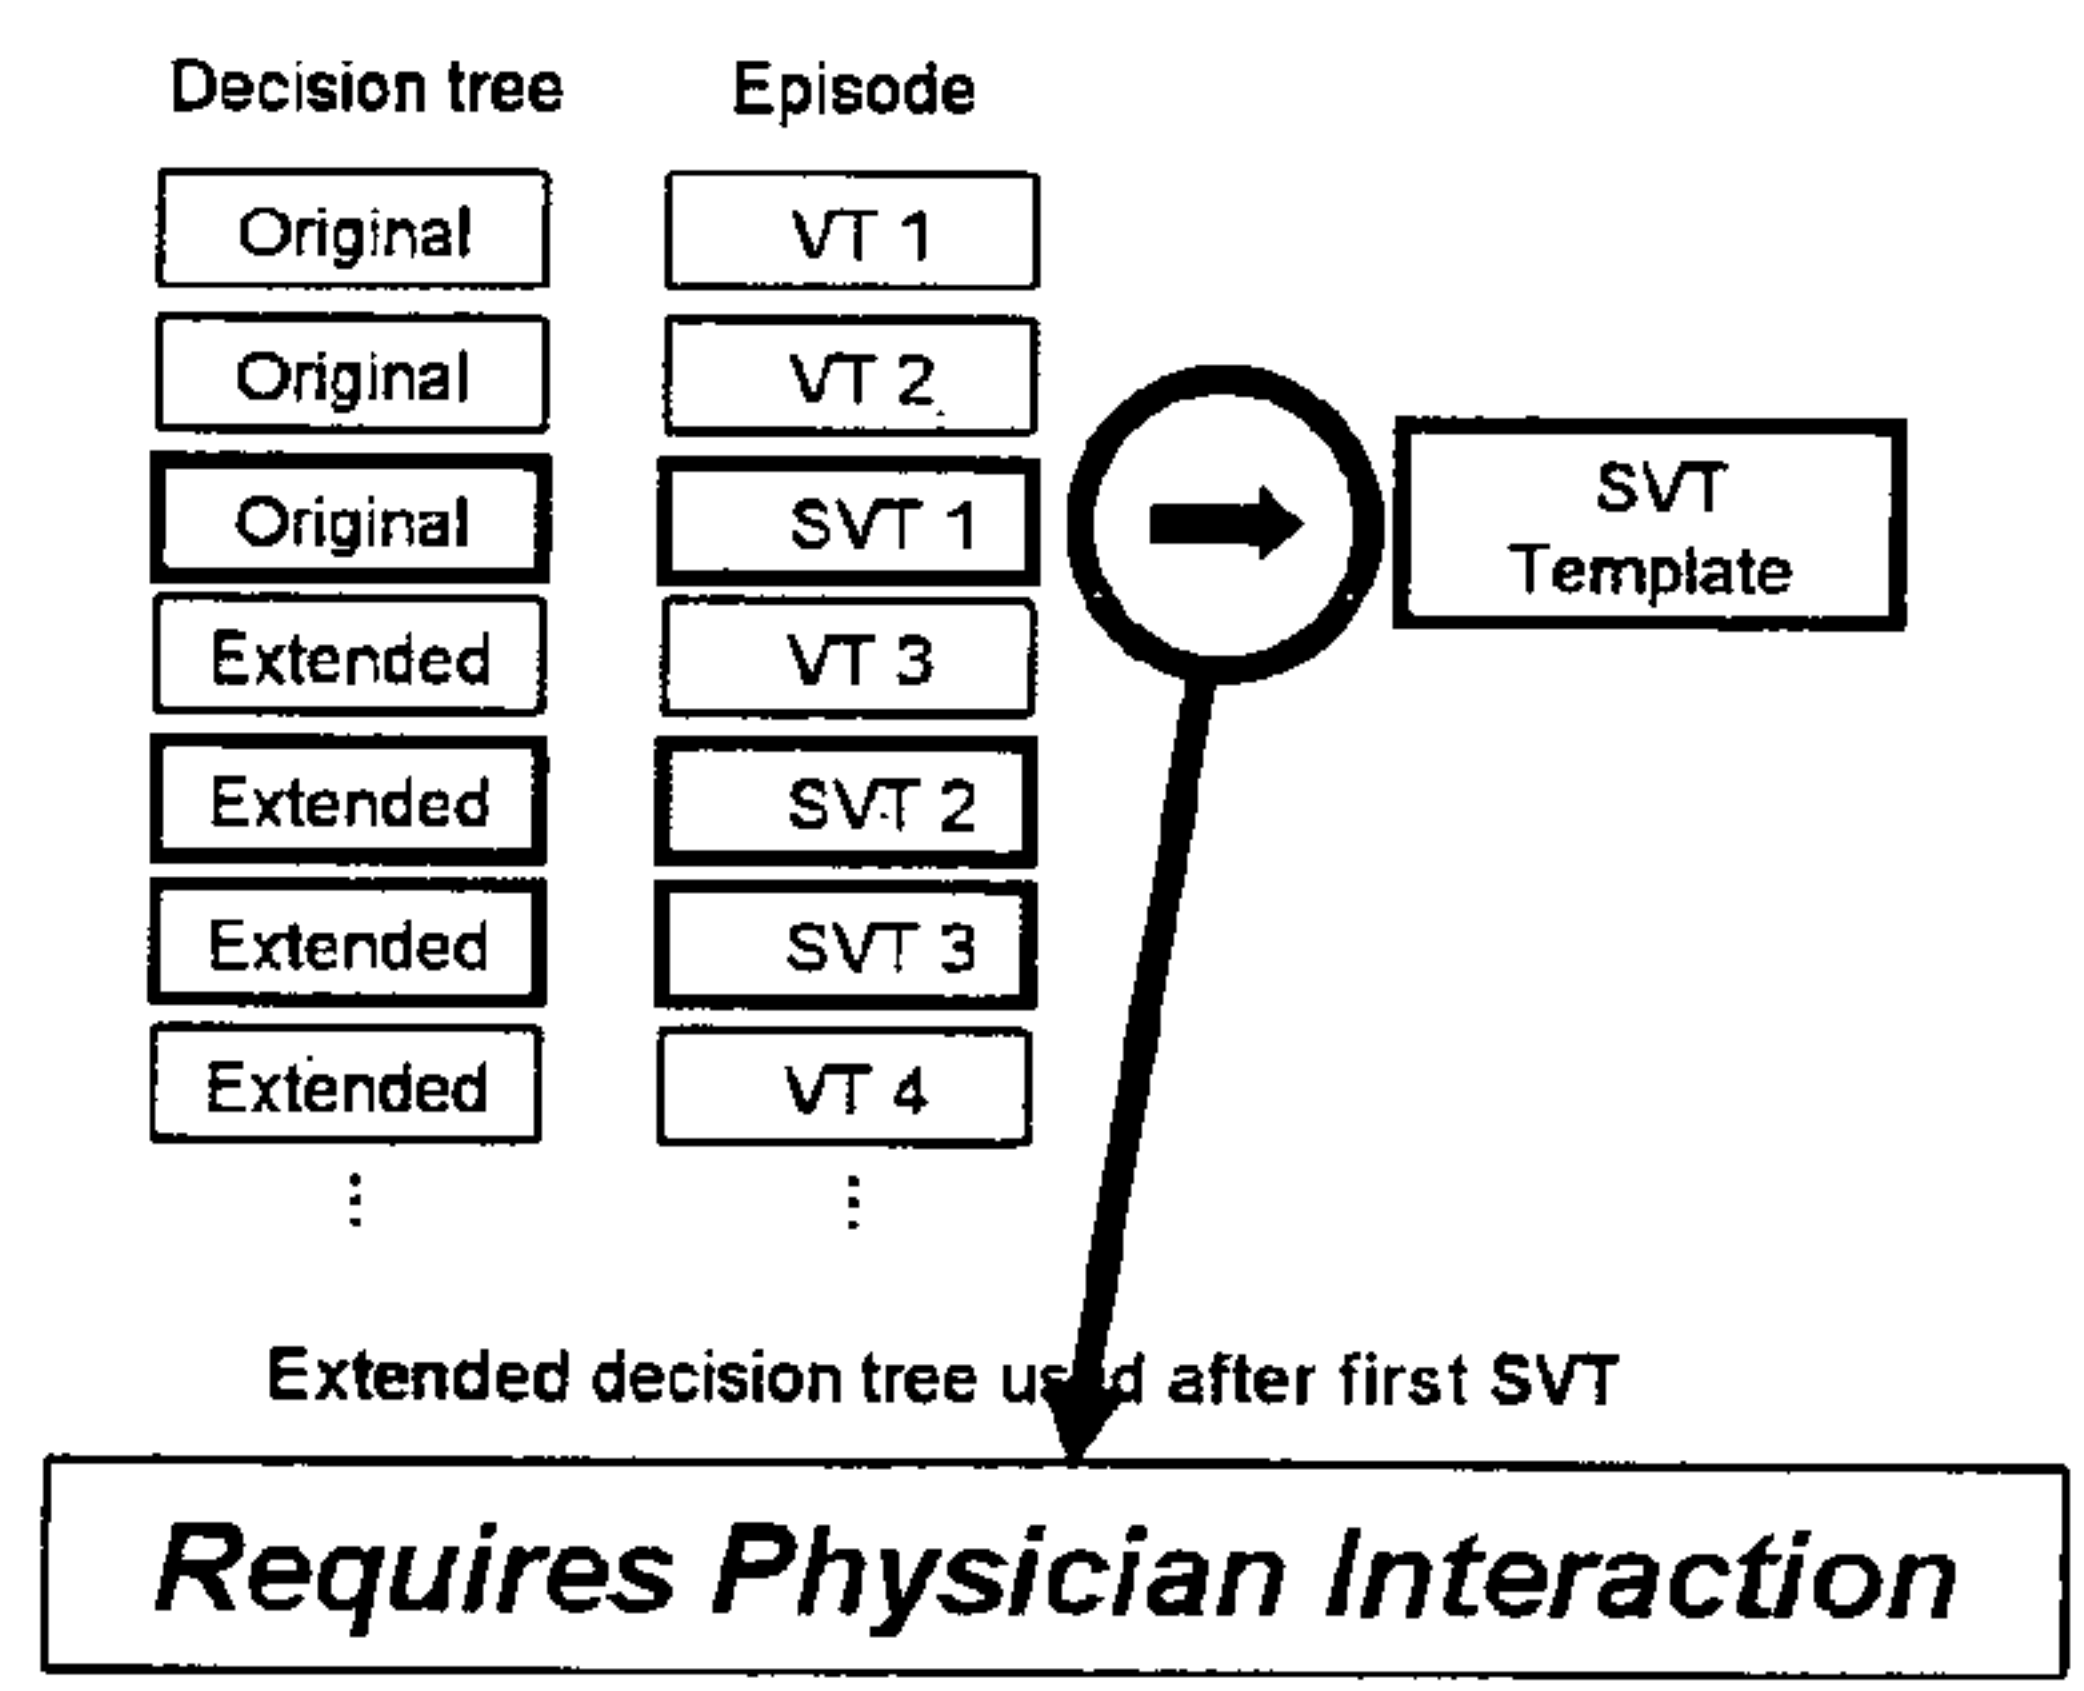 Decision tree Episode
Original VT 1
Original VT 2
Original SVT 1
SVT
Template
Extended VT 3
Extended SVT 2
Extended SVT 3
Extended VT 4
Extended decision tree used after first SVT
Requires Physician Interaction